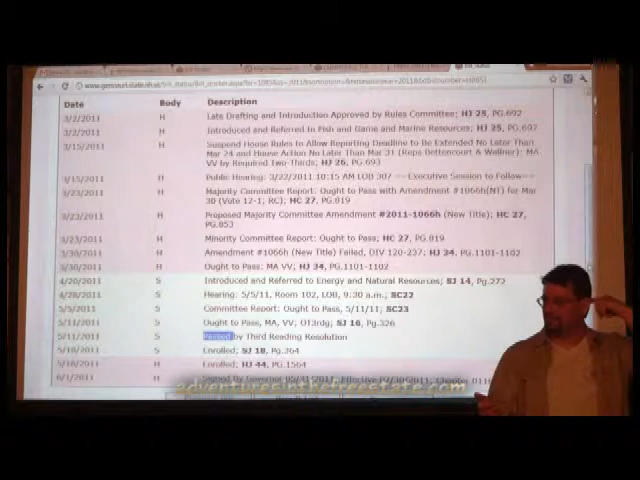 Date Body Description
3/2/2011 H Late Drafting and Introduction Approved by Rules Committee; HJ 25, PG.692
3/2/2011 H Introduced and Referred to Fish and Game and Marine Resources; HJ 25, PG.697
3/15/2011 H Suspend House Rules to Allow Reporting Deadline to be Extended No Later Than
Mar 24 and House Action No Later Than Mar 31 (Reps Bettencourt & Wallner); MA
VV by Required Two-Thirds; HJ 26, PG.693
3/15/2011 H Public Hearing: 3/22/2011 10:15 AM LOB 307 ==Executive Session to Follow==
3/23/2011 H Majority Committee Report: Ought to Pass with Amendment #1066h(NT) for Mar
30 (Vote 12-1; RC); HC 27, PG.819
3/23/2011 H Proposed Majority Committee Amendment #2011-1066h (New Title); HC 27,
PG.853
3/23/2011 H Minority Committee Report: Ought to Pass; HC 27, PG.819
3/30/2011 H Amendment #1066h (New Title) Failed, DIV 120-237; HJ 34, PG.1101-1102
3/30/2011 H Ought to Pass: MA VV; HJ 34, PG.1101-1102
4/20/2011 S Introduced and Referred to Energy and Natural Resources; SJ 14, Pg.272
4/28/2011 S Hearing: 5/5/11, Room 102, LOB, 9:30 a.m.; SC22
5/5/2011 S Committee Report: Ought to Pass, 5/11/11; SC23
5/11/2011 S Ought to Pass, MA, VV; OT3rdg; SJ 16, Pg.326
5/11/2011 S Passed by Third Reading Resolution
5/18/2011 S Enrolled; SJ 18, Pg.364
5/18/2011 H Enrolled; HJ 44, PG.1564
6/1/2011 H Signed By Governor 05/31/2011; Effective Chapter
adventuresinthefreestate.com